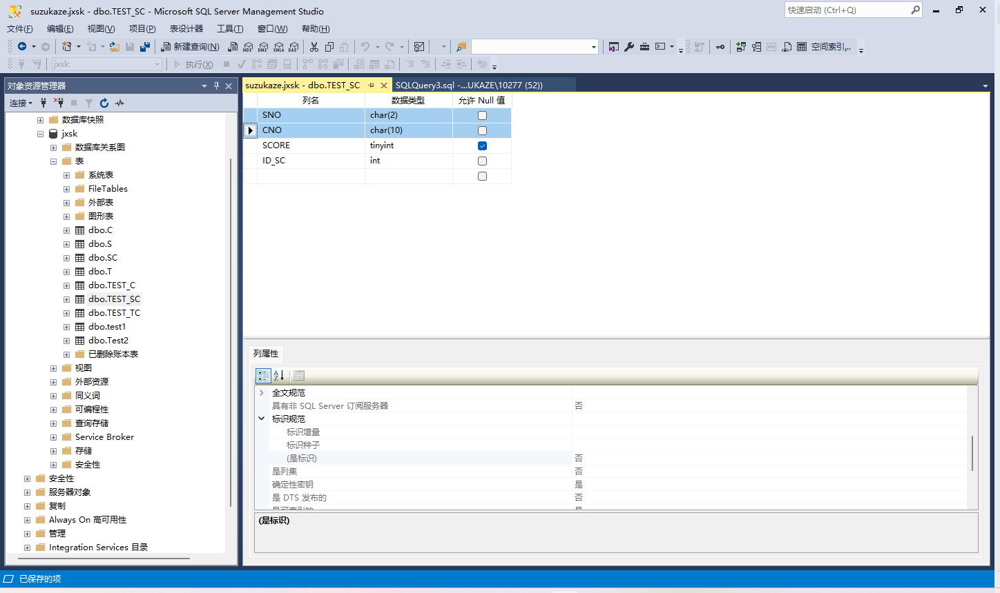 suzukaze.jxsk - dbo.TEST_SC - Microsoft SQL Server Management Studio
快速启动 (Ctrl+Q)
文件(F) 编辑(E) 视图(V) 项目(P) 表设计器 工具(T) 窗口(W) 帮助(H)
新建查询(N) MDX DMX XMLA DAX 空间索引...
jxsk 执行(X)
对象资源管理器
连接
数据库快照
jxsk
数据库关系图
表
系统表
FileTables
外部表
图形表
dbo.C
dbo.S
dbo.SC
dbo.T
dbo.TEST_C
dbo.TEST_SC
dbo.TEST_TC
dbo.test1
dbo.Test2
已删除账本表
视图
外部资源
同义词
可编程性
查询存储
Service Broker
存储
安全性
安全性
服务器对象
复制
Always On 高可用性
管理
Integration Services 目录
suzukaze.jxsk - dbo.TEST_SC SQLQuery3.sql -...UKAZE\10277 (52))
列名 数据类型 允许 Null 值
SNO char(2)
CNO char(10)
SCORE tinyint
ID_SC int
列属性
全文规范
具有非 SQL Server 订阅服务器 否
标识规范
标识增量
标识种子
(是标识) 否
是列集 否
确定性密钥 是
是 DTS 发布的 否
是可索引的 是
(是标识)
已保存的项